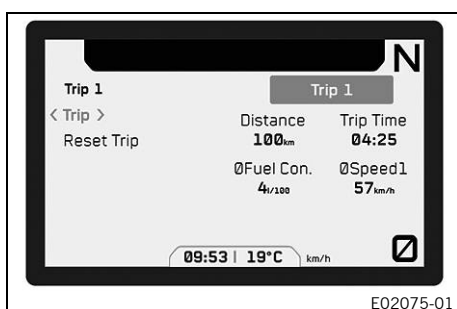 N
Trip 1 Trip 1
< Trip > Distance Trip Time
Reset Trip 100km 04:25
ØFuel Con. ØSpeed1
4l/100 57km/h
09:53 | 19°C km/h 0
E02075-01